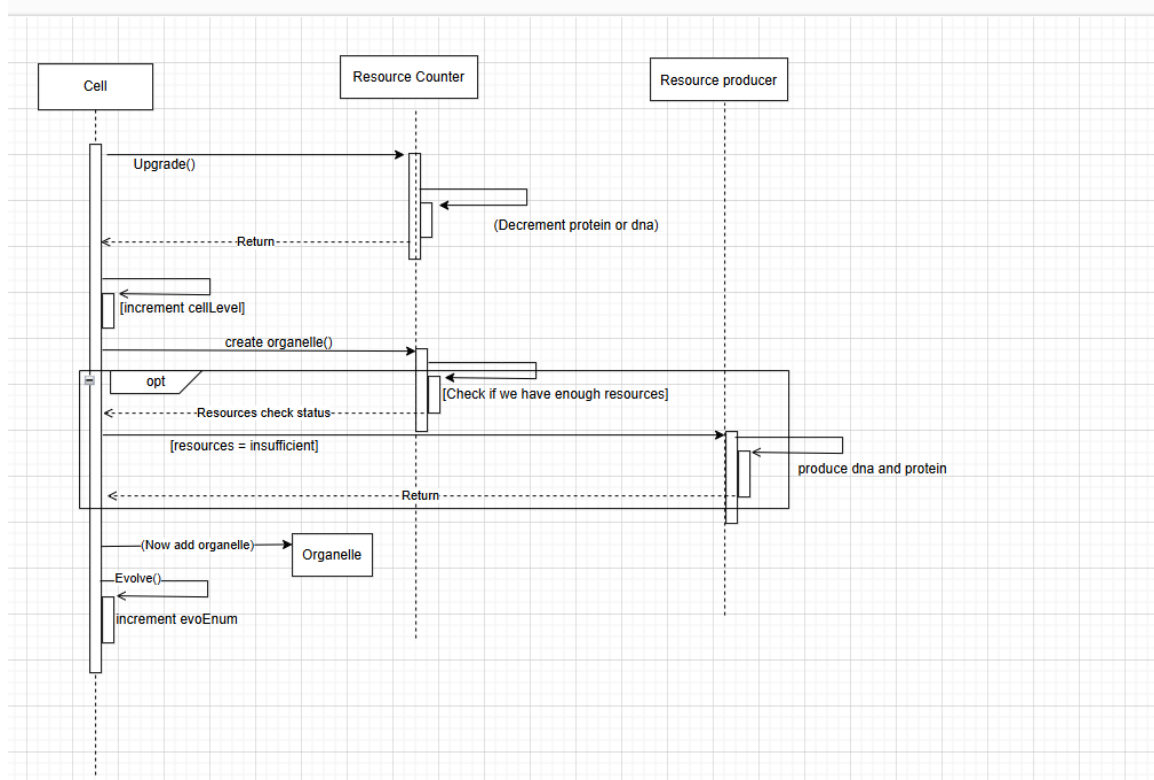 Cell
Resource Counter
Resource producer
Upgrade()
(Decrement protein or dna)
Return
[increment cellLevel]
create organelle()
opt
[Check if we have enough resources]
Resources check status
[resources = insufficient]
produce dna and protein
Return
(Now add organelle)
Organelle
Evolve()
increment evoEnum